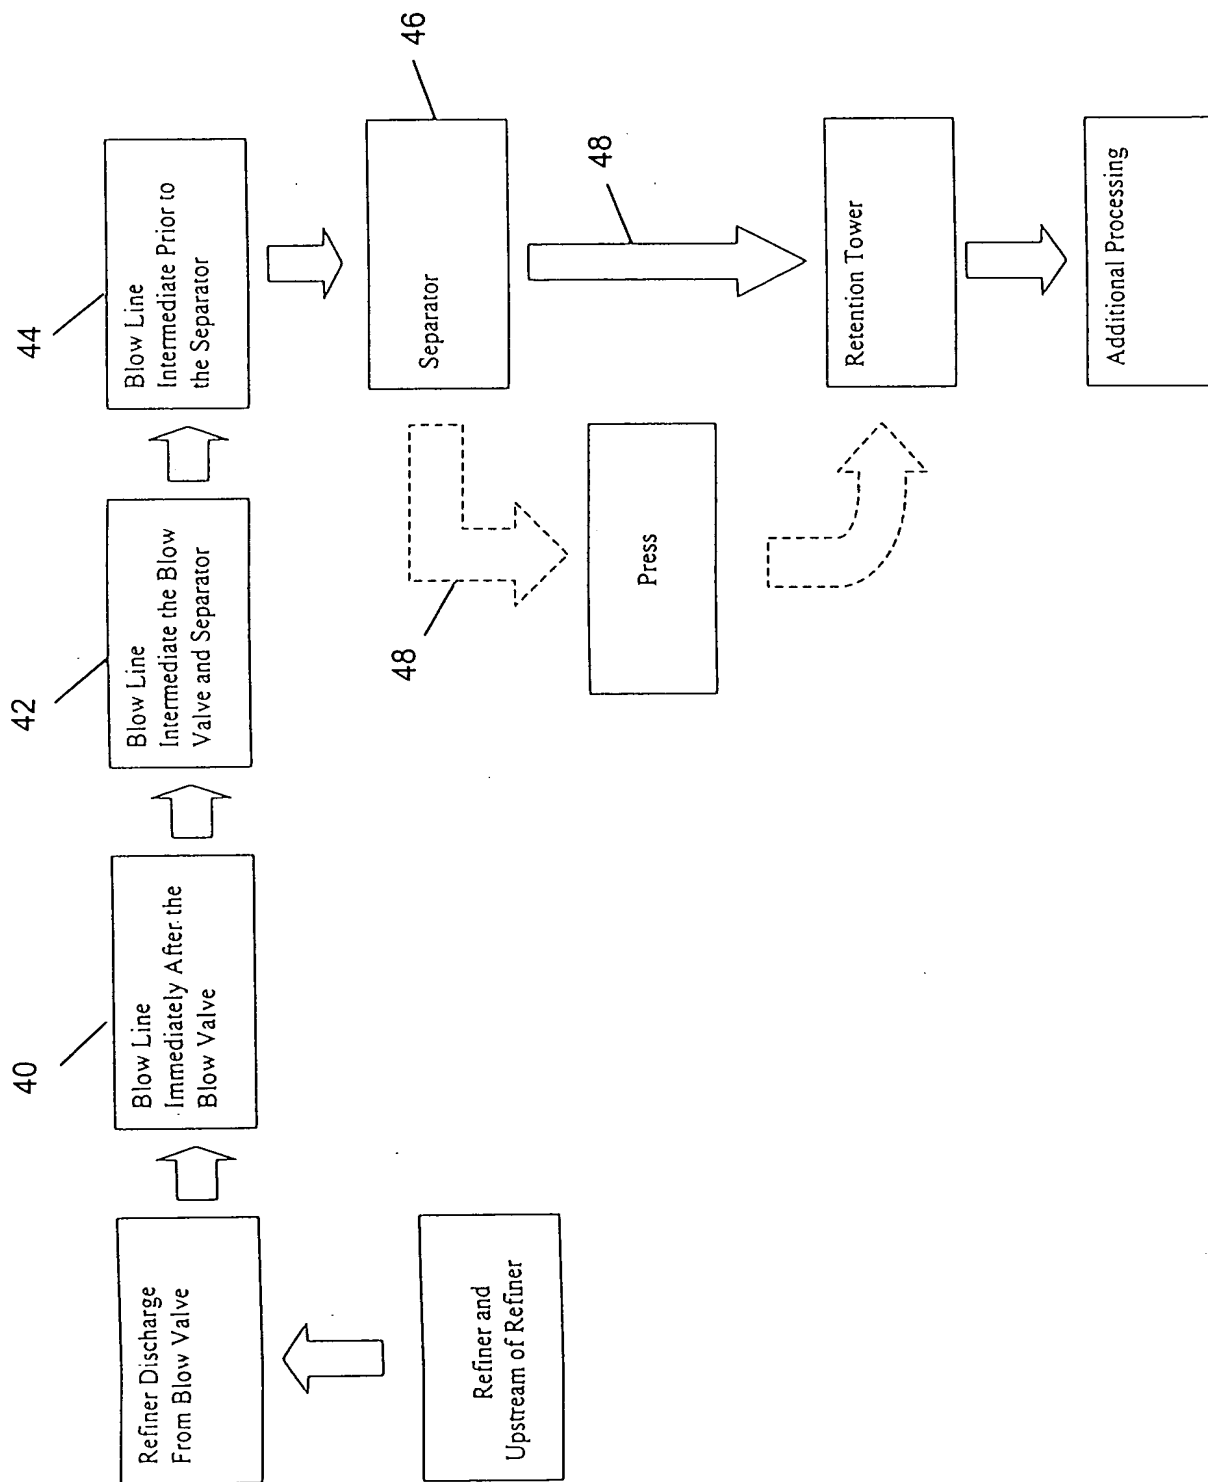 Refiner and
Upstream of Refiner
Refiner Discharge
From Blow Valve
40
Blow Line
Immediately After the
Blow Valve
42
Blow Line
Intermediate the Blow
Valve and Separator
44
Blow Line
Intermediate Prior to
the Separator
46
Separator
48
48
Press
Retention Tower
Additional Processing